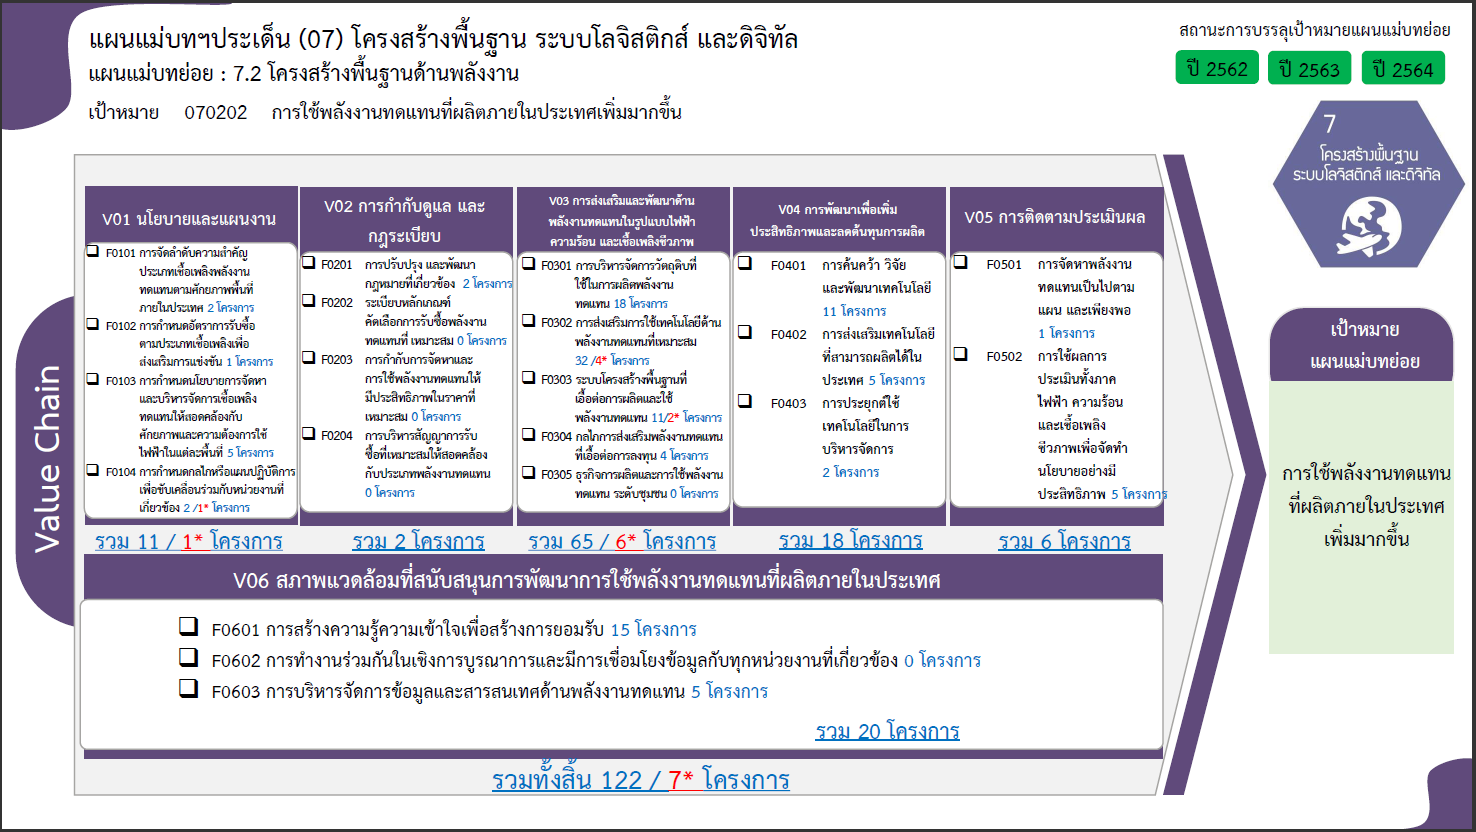 แผนแม่บทฯประเด็น (07) โครงสร้างพื้นฐาน ระบบโลจิสติกส์ และดิจิทัล
แผนแม่บทย่อย : 7.2 โครงสร้างพื้นฐานด้านพลังงาน
เป้าหมาย 070202 การใช้พลังงานทดแทนที่ผลิตภายในประเทศเพิ่มมากขึ้น
สถานะการบรรลุเป้าหมายแผนแม่บทย่อย
ปี 2562 ปี 2563 ปี 2564
7
โครงสร้างพื้นฐาน
ระบบโลจิสติกส์ และดิจิทัล
Value Chain
V01 นโยบายและแผนงาน
❑ F0101 การจัดลำดับความสำคัญ
ประเภทเชื้อเพลิงพลังงาน
ทดแทนตามศักยภาพพื้นที่
ภายในประเทศ 2 โครงการ
❑ F0102 การกำหนดอัตราการรับซื้อ
ตามประเภทเชื้อเพลิงเพื่อ
ส่งเสริมการแข่งขัน 1 โครงการ
❑ F0103 การกำหนดนโยบายการจัดหา
และบริหารจัดการเชื้อเพลิง
ทดแทนให้สอดคล้องกับ
ศักยภาพและความต้องการใช้
ไฟฟ้าในแต่ละพื้นที่ 5 โครงการ
❑ F0104 การกำหนดกลไกหรือแผนปฏิบัติการ
เพื่อขับเคลื่อนร่วมกับหน่วยงานที่
เกี่ยวข้อง 2 /1* โครงการ
รวม 11 / 1* โครงการ
V02 การกำกับดูแล และ
กฎระเบียบ
❑ F0201 การปรับปรุง และพัฒนา
กฎหมายที่เกี่ยวข้อง 2 โครงการ
❑ F0202 ระเบียบหลักเกณฑ์
คัดเลือกการรับซื้อพลังงาน
ทดแทนที่ เหมาะสม 0 โครงการ
❑ F0203 การกำกับการจัดหาและ
การใช้พลังงานทดแทนให้
มีประสิทธิภาพในราคาที่
เหมาะสม 0 โครงการ
❑ F0204 การบริหารสัญญาการรับ
ซื้อที่เหมาะสมให้สอดคล้อง
กับประเภทพลังงานทดแทน
0 โครงการ
รวม 2 โครงการ
V03 การส่งเสริมและพัฒนาด้าน
พลังงานทดแทนในรูปแบบไฟฟ้า
ความร้อน และเชื้อเพลิงชีวภาพ
❑ F0301 การบริหารจัดการวัตถุดิบที่
ใช้ในการผลิตพลังงาน
ทดแทน 18 โครงการ
❑ F0302 การส่งเสริมการใช้เทคโนโลยีด้าน
พลังงานทดแทนที่เหมาะสม
32 /4* โครงการ
❑ F0303 ระบบโครงสร้างพื้นฐานที่
เอื้อต่อการผลิตและใช้
พลังงานทดแทน 11/2* โครงการ
❑ F0304 กลไกการส่งเสริมพลังงานทดแทน
ที่เอื้อต่อการลงทุน 4 โครงการ
❑ F0305 ธุรกิจการผลิตและการใช้พลังงาน
ทดแทน ระดับชุมชน 0 โครงการ
รวม 65 / 6* โครงการ
V04 การพัฒนาเพื่อเพิ่ม
ประสิทธิภาพและลดต้นทุนการผลิต
❑ F0401 การค้นคว้า วิจัย
และพัฒนาเทคโนโลยี
11 โครงการ
❑ F0402 การส่งเสริมเทคโนโลยี
ที่สามารถผลิตได้ใน
ประเทศ 5 โครงการ
❑ F0403 การประยุกต์ใช้
เทคโนโลยีในการ
บริหารจัดการ
2 โครงการ
รวม 18 โครงการ
V05 การติดตามประเมินผล
❑ F0501 การจัดหาพลังงาน
ทดแทนเป็นไปตาม
แผน และเพียงพอ
1 โครงการ
❑ F0502 การใช้ผลการ
ประเมินทั้งภาค
ไฟฟ้า ความร้อน
และเชื้อเพลิง
ชีวภาพเพื่อจัดทำ
นโยบายอย่างมี
ประสิทธิภาพ 5 โครงการ
รวม 6 โครงการ
V06 สภาพแวดล้อมที่สนับสนุนการพัฒนาการใช้พลังงานทดแทนที่ผลิตภายในประเทศ
❑ F0601 การสร้างความรู้ความเข้าใจเพื่อสร้างการยอมรับ 15 โครงการ
❑ F0602 การทำงานร่วมกันในเชิงการบูรณาการและมีการเชื่อมโยงข้อมูลกับทุกหน่วยงานที่เกี่ยวข้อง 0 โครงการ
❑ F0603 การบริหารจัดการข้อมูลและสารสนเทศด้านพลังงานทดแทน 5 โครงการ
รวม 20 โครงการ
รวมทั้งสิ้น 122 / 7* โครงการ
เป้าหมาย
แผนแม่บทย่อย
การใช้พลังงานทดแทน
ที่ผลิตภายในประเทศ
เพิ่มมากขึ้น